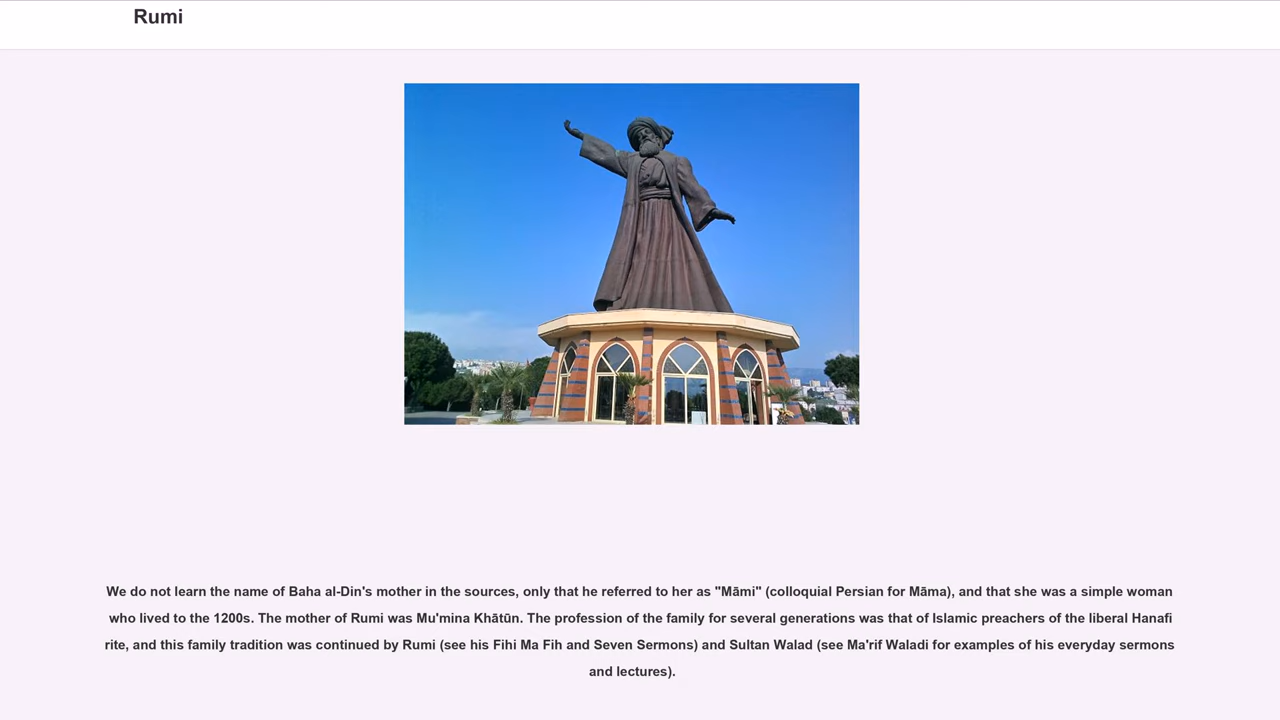 Rumi
We do not learn the name of Baha al-Din's mother in the sources, only that he referred to her as "Māmi" (colloquial Persian for Māma), and that she was a simple woman
who lived to the 1200s. The mother of Rumi was Mu'mina Khātūn. The profession of the family for several generations was that of Islamic preachers of the liberal Hanafi
rite, and this family tradition was continued by Rumi (see his Fihi Ma Fih and Seven Sermons) and Sultan Walad (see Ma'rif Waladi for examples of his everyday sermons
and lectures).